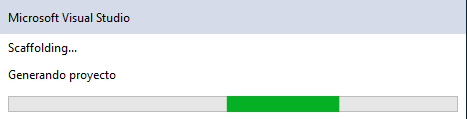 Microsoft Visual Studio
Scaffolding...
Generando proyecto